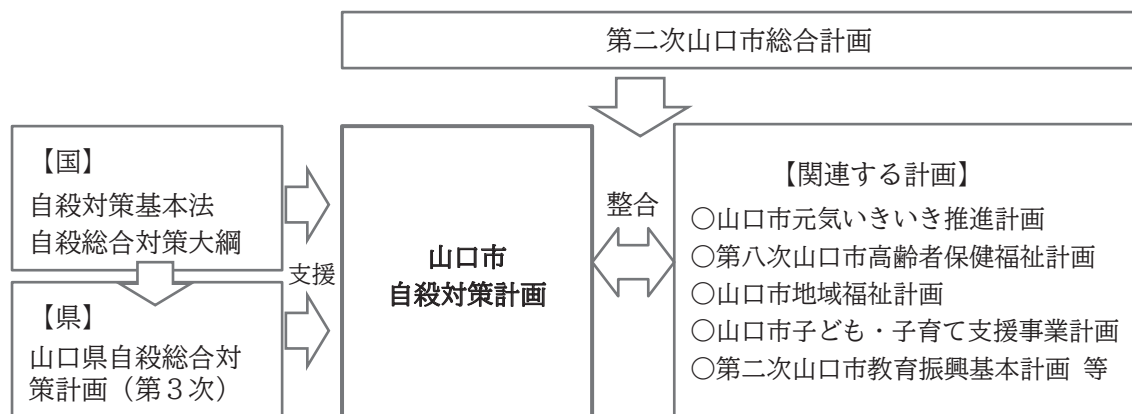 第二次山口市総合計画
【国】
自殺対策基本法
自殺総合対策大綱
支援
【県】
山口県自殺総合対
策計画（第３次）
山口市
自殺対策計画
整合
【関連する計画】
○山口市元気いきいき推進計画
○第八次山口市高齢者保健福祉計画
○山口市地域福祉計画
○山口市子ども・子育て支援事業計画
○第二次山口市教育振興基本計画 等